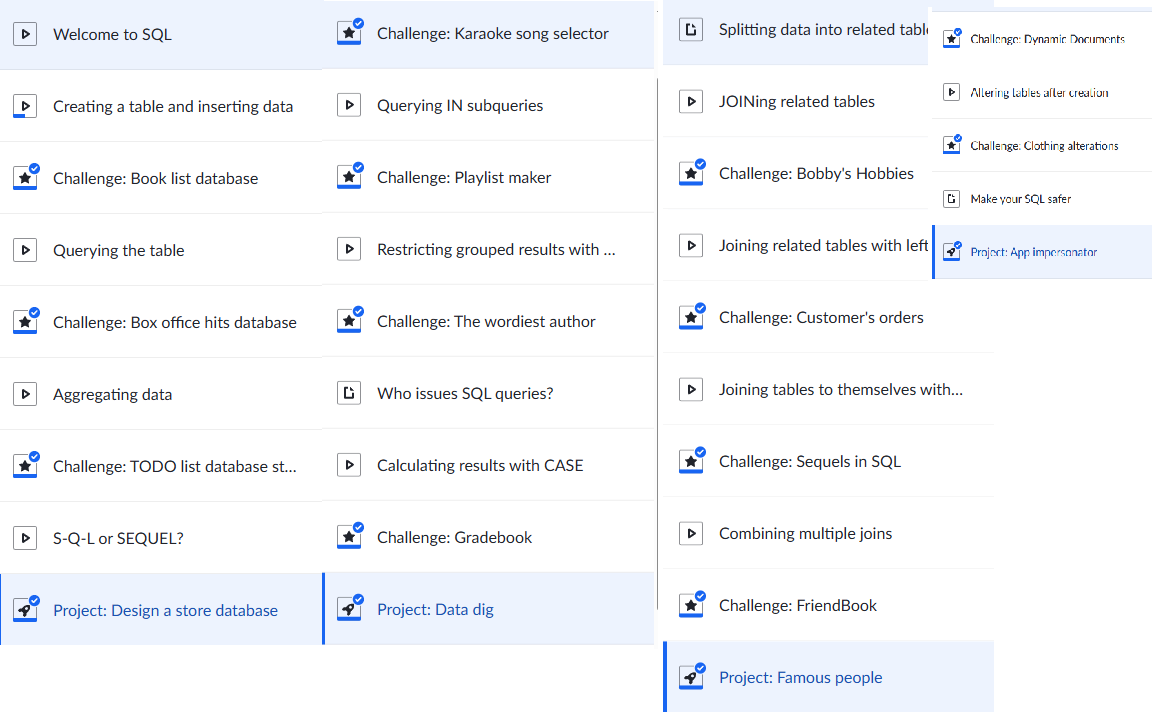 Welcome to SQL
Creating a table and inserting data
Challenge: Book list database
Querying the table
Challenge: Box office hits database
Aggregating data
Challenge: TODO list database st...
S-Q-L or SEQUEL?
Project: Design a store database
Challenge: Karaoke song selector
Querying IN subqueries
Challenge: Playlist maker
Restricting grouped results with ...
Challenge: The wordiest author
Who issues SQL queries?
Calculating results with CASE
Challenge: Gradebook
Project: Data dig
Splitting data into related
JOINing related tables
Challenge: Bobby's Hobbies
Joining related tables with left
Challenge: Customer's orders
Joining tables to themselves with...
Challenge: Sequels in SQL
Combining multiple joins
Challenge: FriendBook
Project: Famous people
Challenge: Dynamic Documents
Altering tables after creation
Challenge: Clothing alterations
Make your SQL safer
Project: App impersonator